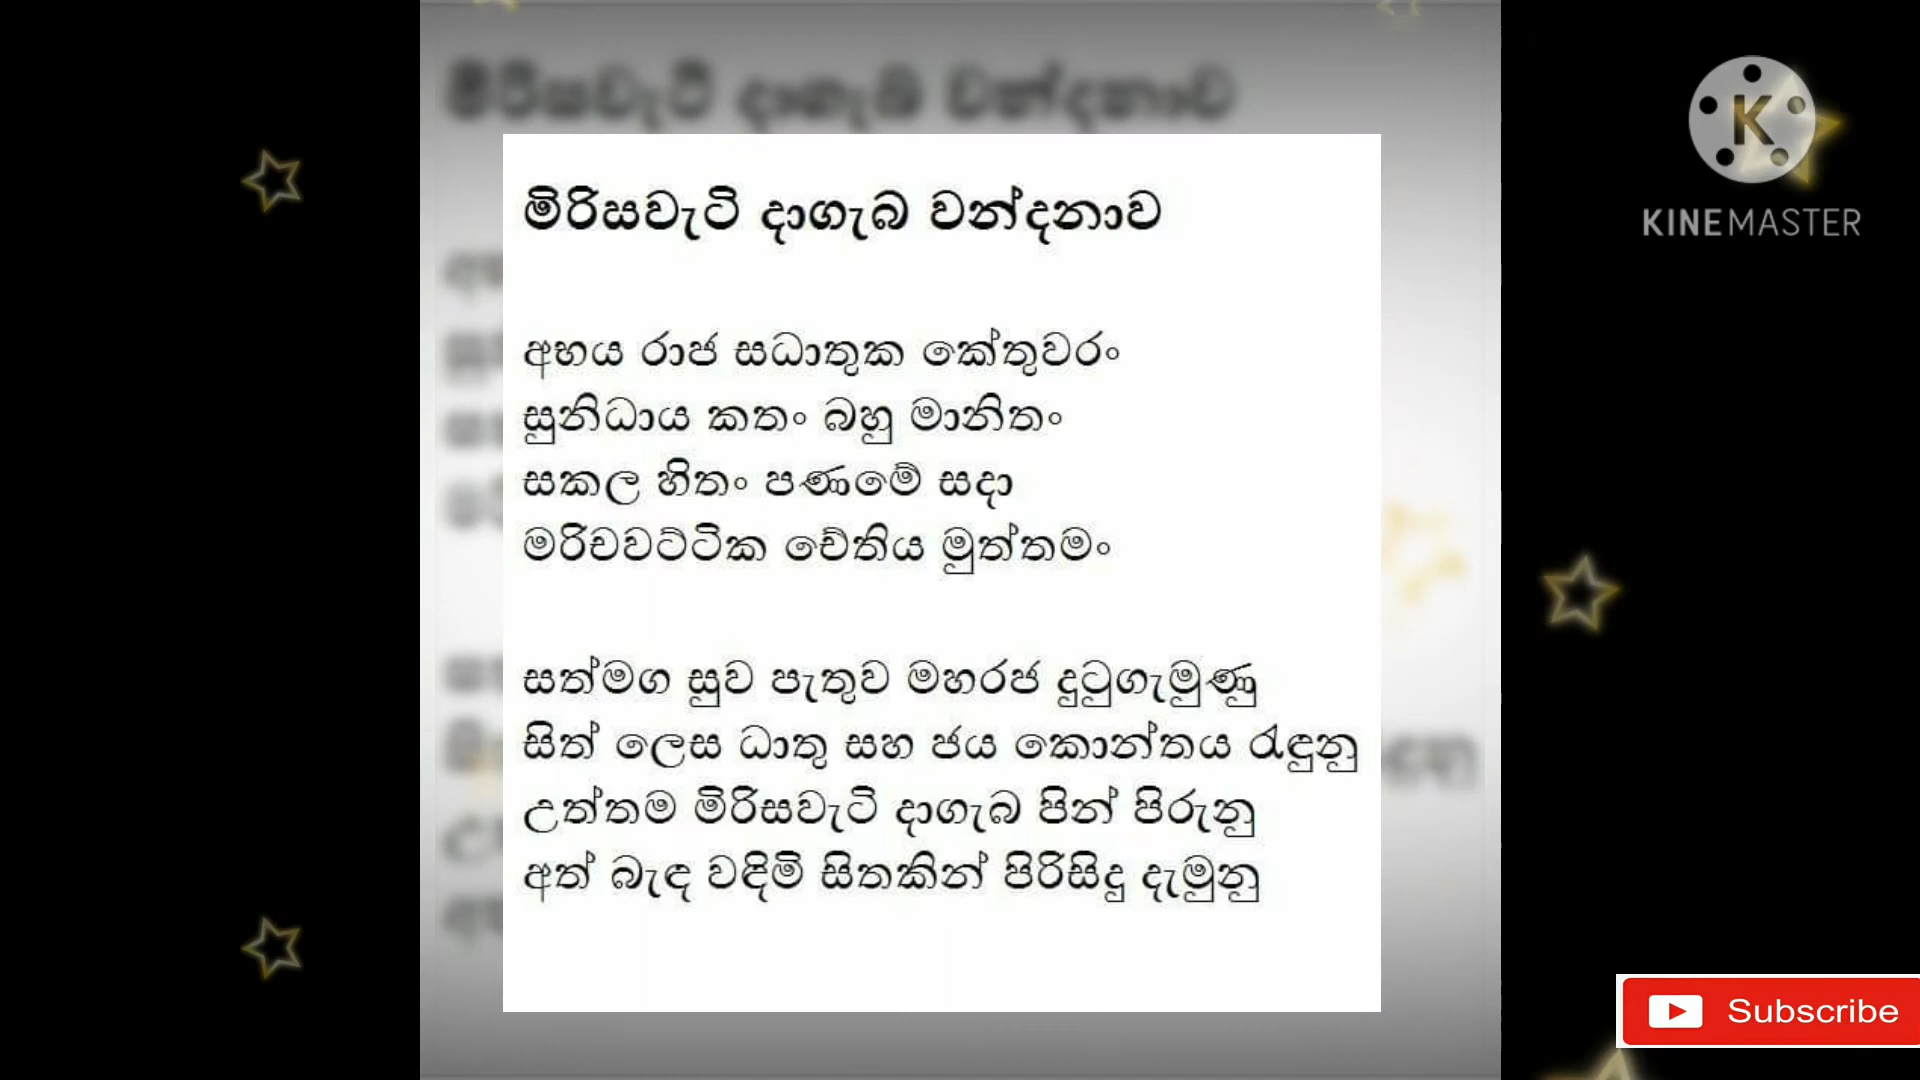 මිරිසවැටි දාගැබ වන්දනාව
අභය රාජ සධාතුක කේතුවරං
සුනිධාය කතං බහු මානිතං
සකල හිතං පණමේ සදා
මරිචවට්ටික චේතිය මුත්තමං
සත්මග සුව පැතුව මහරජ දුටුගැමුණු
සිත් ලෙස ධාතු සහ ජය කොන්තය රැඳුනු
උත්තම මිරිසවැටි දාගැබ පින් පිරුනු
අත් බැඳ වඳිමි සිතකින් පිරිසිදු දැමුනු
K
KINEMASTER
Subscribe